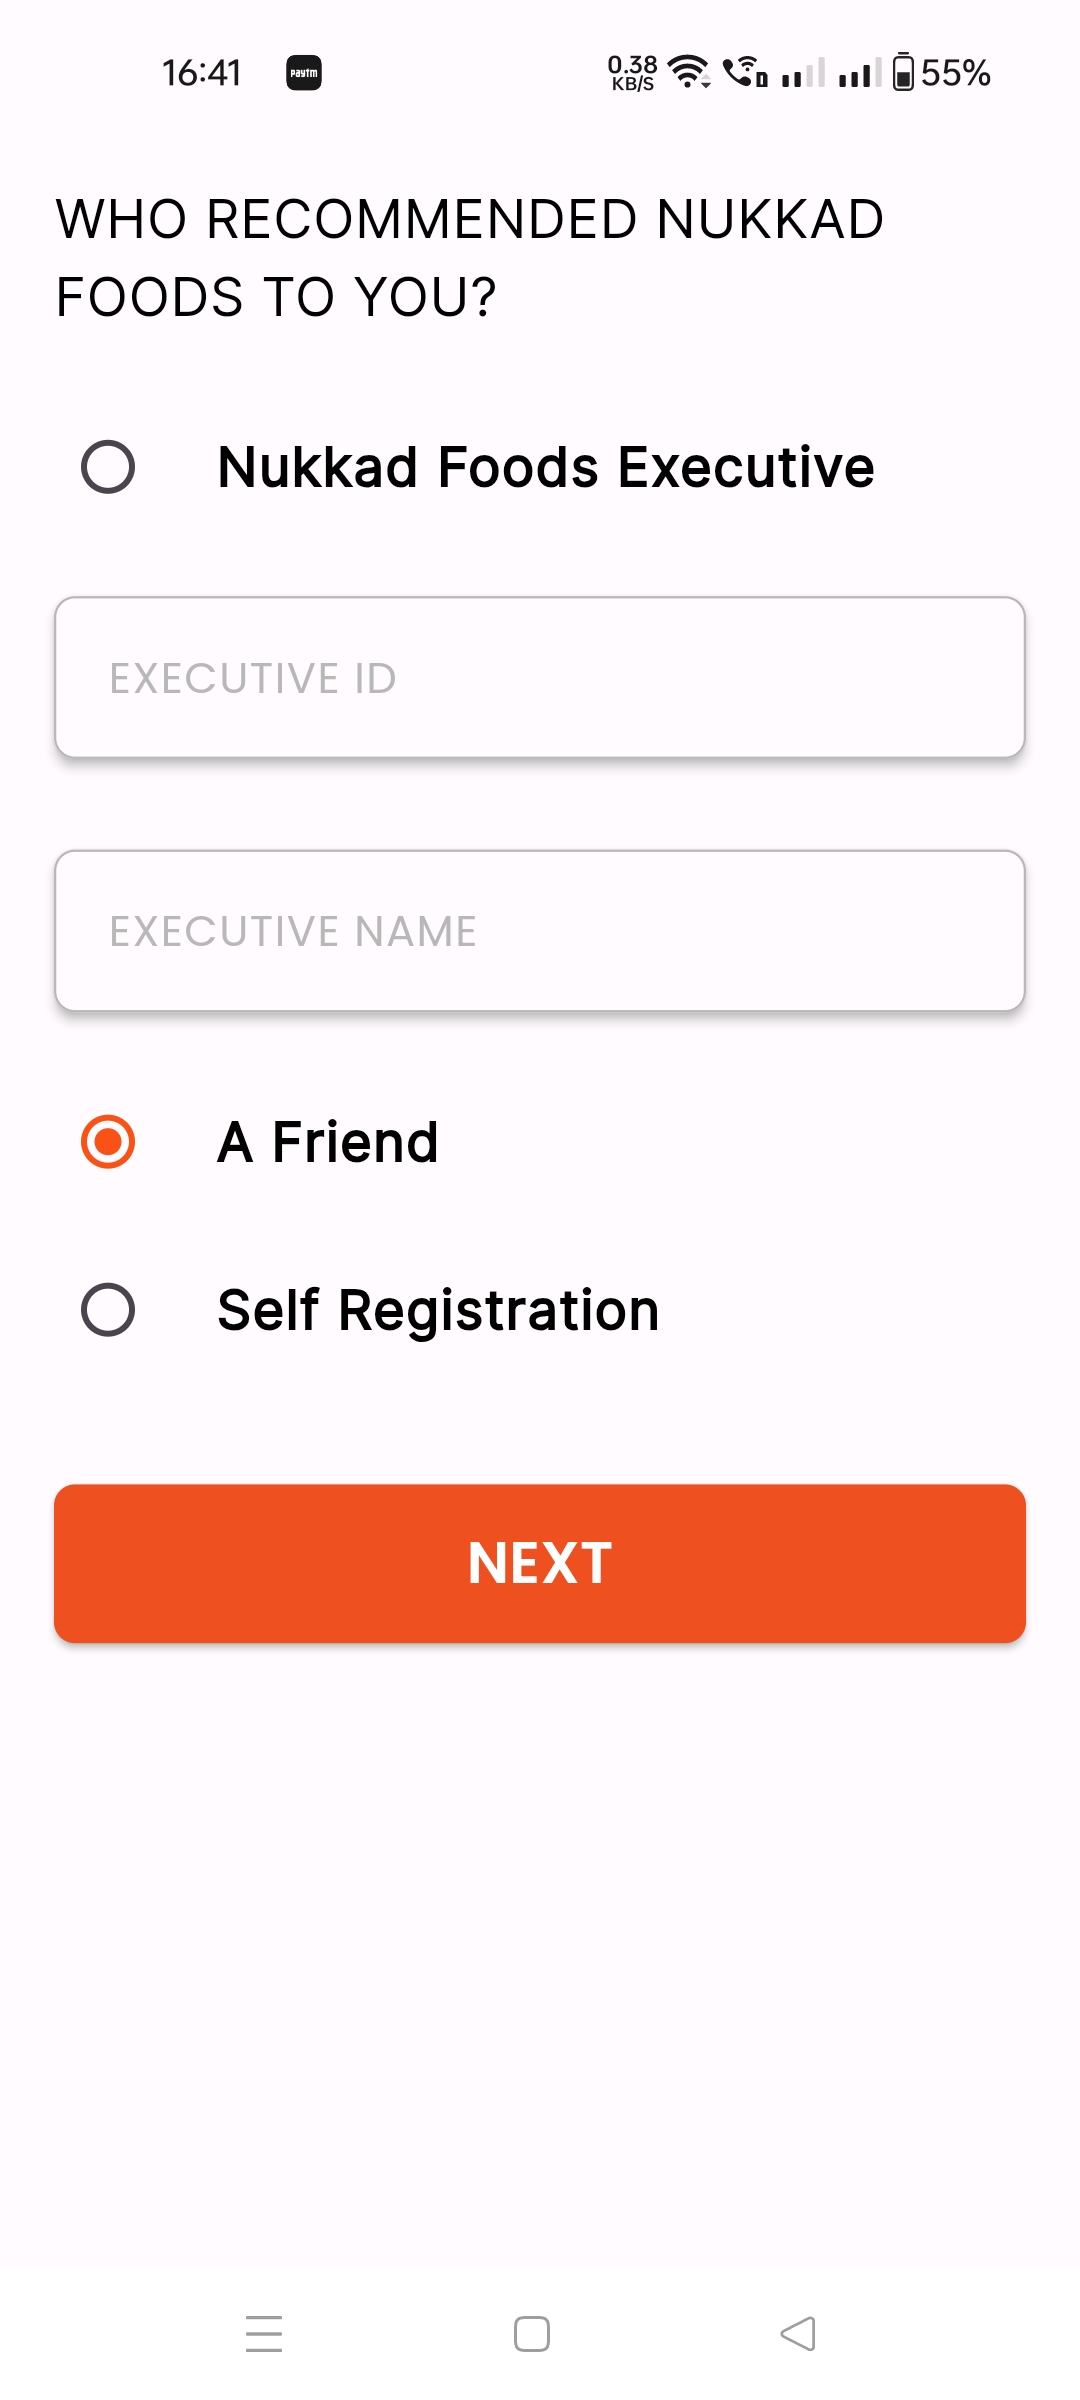 16:41 paytm 0.38 KB/S 55%
WHO RECOMMENDED NUKKAD
FOODS TO YOU?
Nukkad Foods Executive
EXECUTIVE ID
EXECUTIVE NAME
A Friend
Self Registration
NEXT